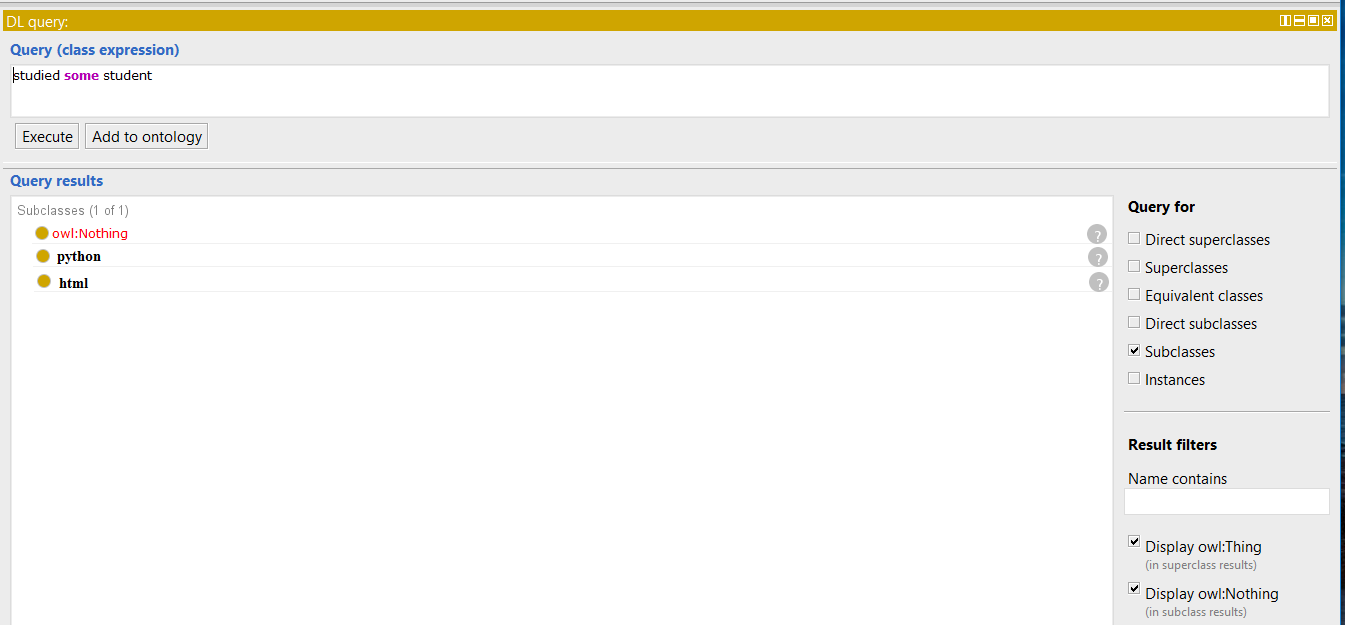 DL query:
Query (class expression)
studied some student
Execute
Add to ontology
Query results
Subclasses (1 of 1)
owl:Nothing
?
python
?
html
?
Query for
Direct superclasses
Superclasses
Equivalent classes
Direct subclasses
Subclasses
Instances
Result filters
Name contains
Display owl:Thing
(in superclass results)
Display owl:Nothing
(in subclass results)